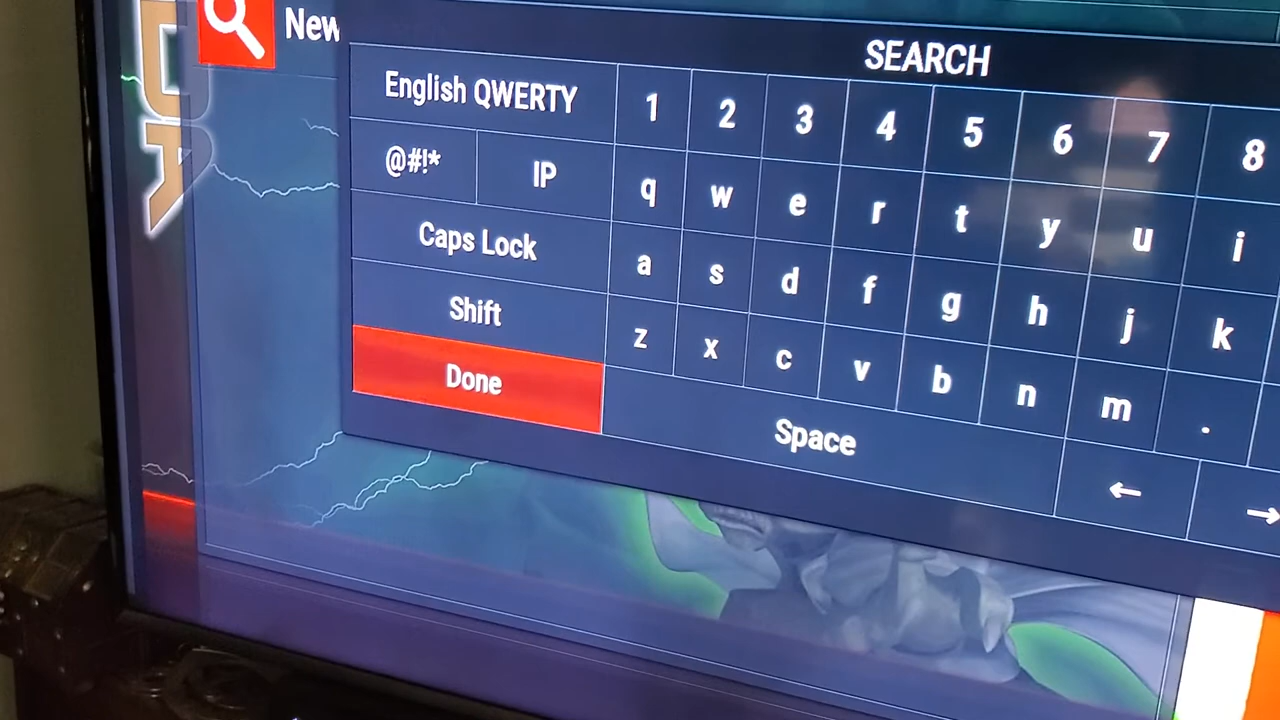 New
SEARCH
English QWERTY 1 2 3 4 5 6 7 8
@#!* IP q w e r t y u i
Caps Lock a s d f g h j k
Shift z x c v b n m .
Done Space ← →